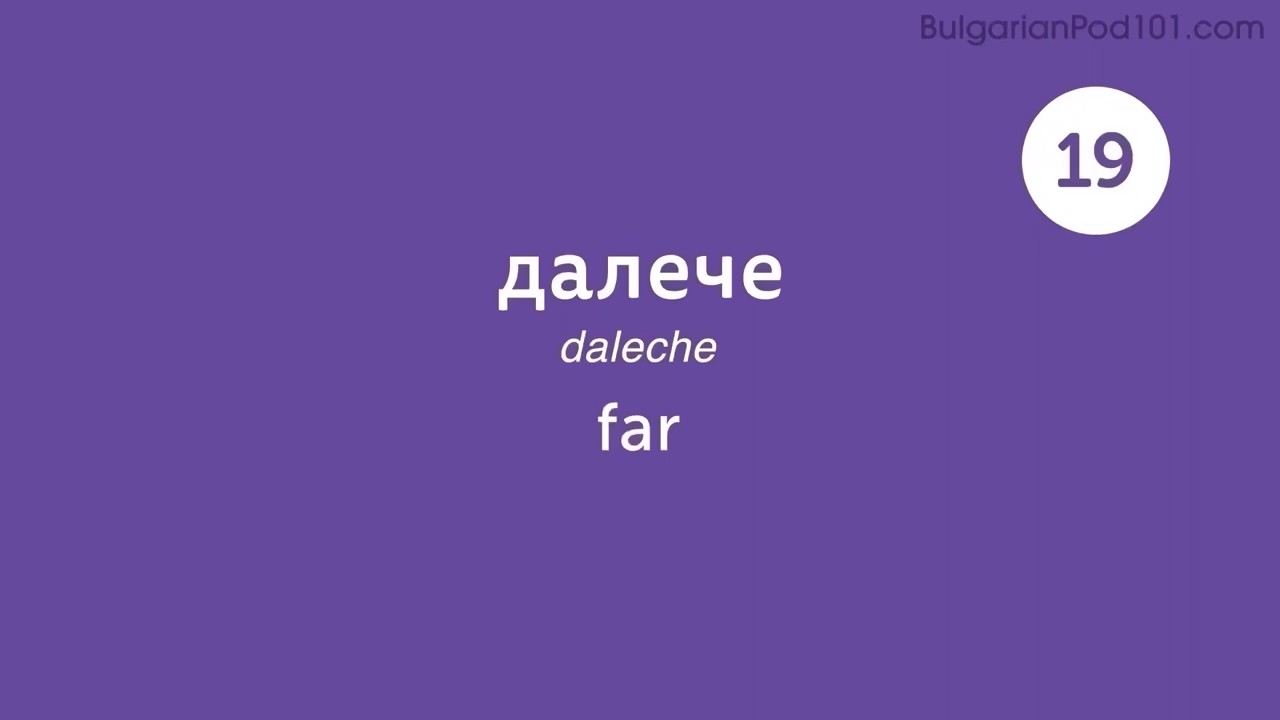 BulgarianPod101.com
19
далече
daleche
far